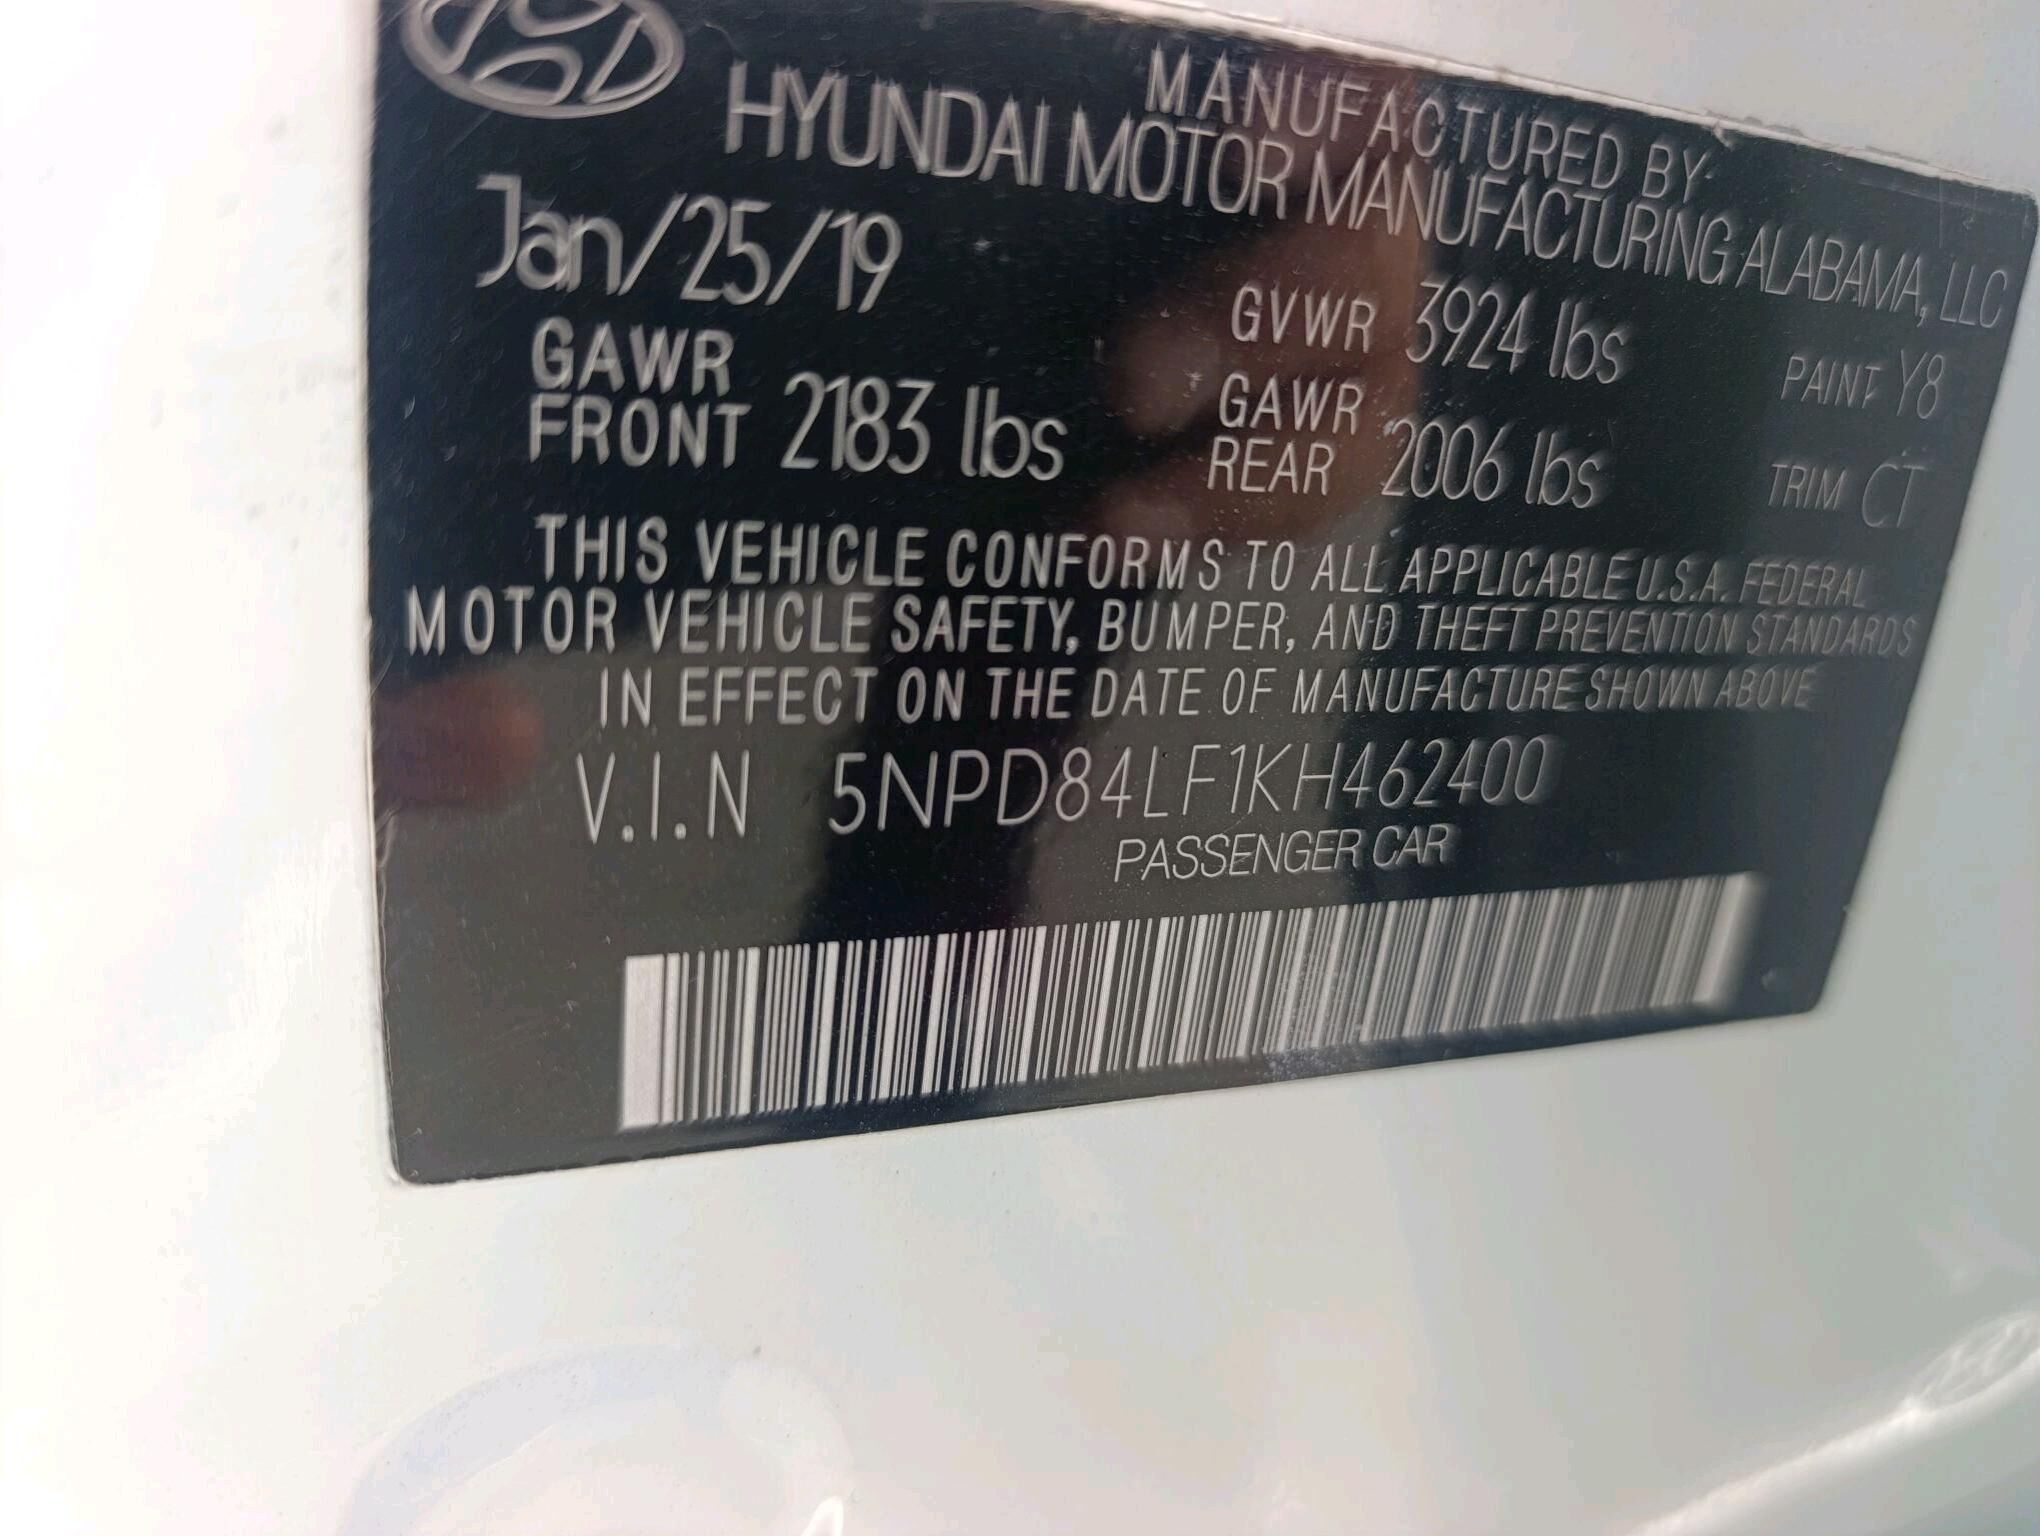 MANUFACTURED BY
HYUNDAI MOTOR MANUFACTURING ALABAMA, LLC
Jan/25/19
GVWR 3924 lbs
PAINT Y8
GAWR
FRONT 2183 lbs
GAWR
REAR 2006 lbs
TRIM CT
THIS VEHICLE CONFORMS TO ALL APPLICABLE U.S.A. FEDERAL
MOTOR VEHICLE SAFETY, BUMPER, AND THEFT PREVENTION STANDARDS
IN EFFECT ON THE DATE OF MANUFACTURE SHOWN ABOVE
V.I.N 5NPD84LF1KH462400
PASSENGER CAR